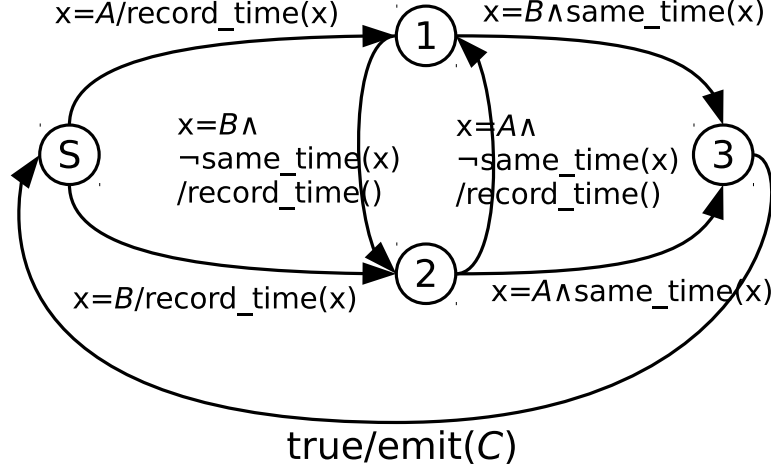 x=A/record_time(x)
x=B∧same_time(x)
1
x=B∧
¬same_time(x)
/record_time()
x=A∧
¬same_time(x)
/record_time()
S
3
2
x=B/record_time(x)
x=A∧same_time(x)
true/emit(C)